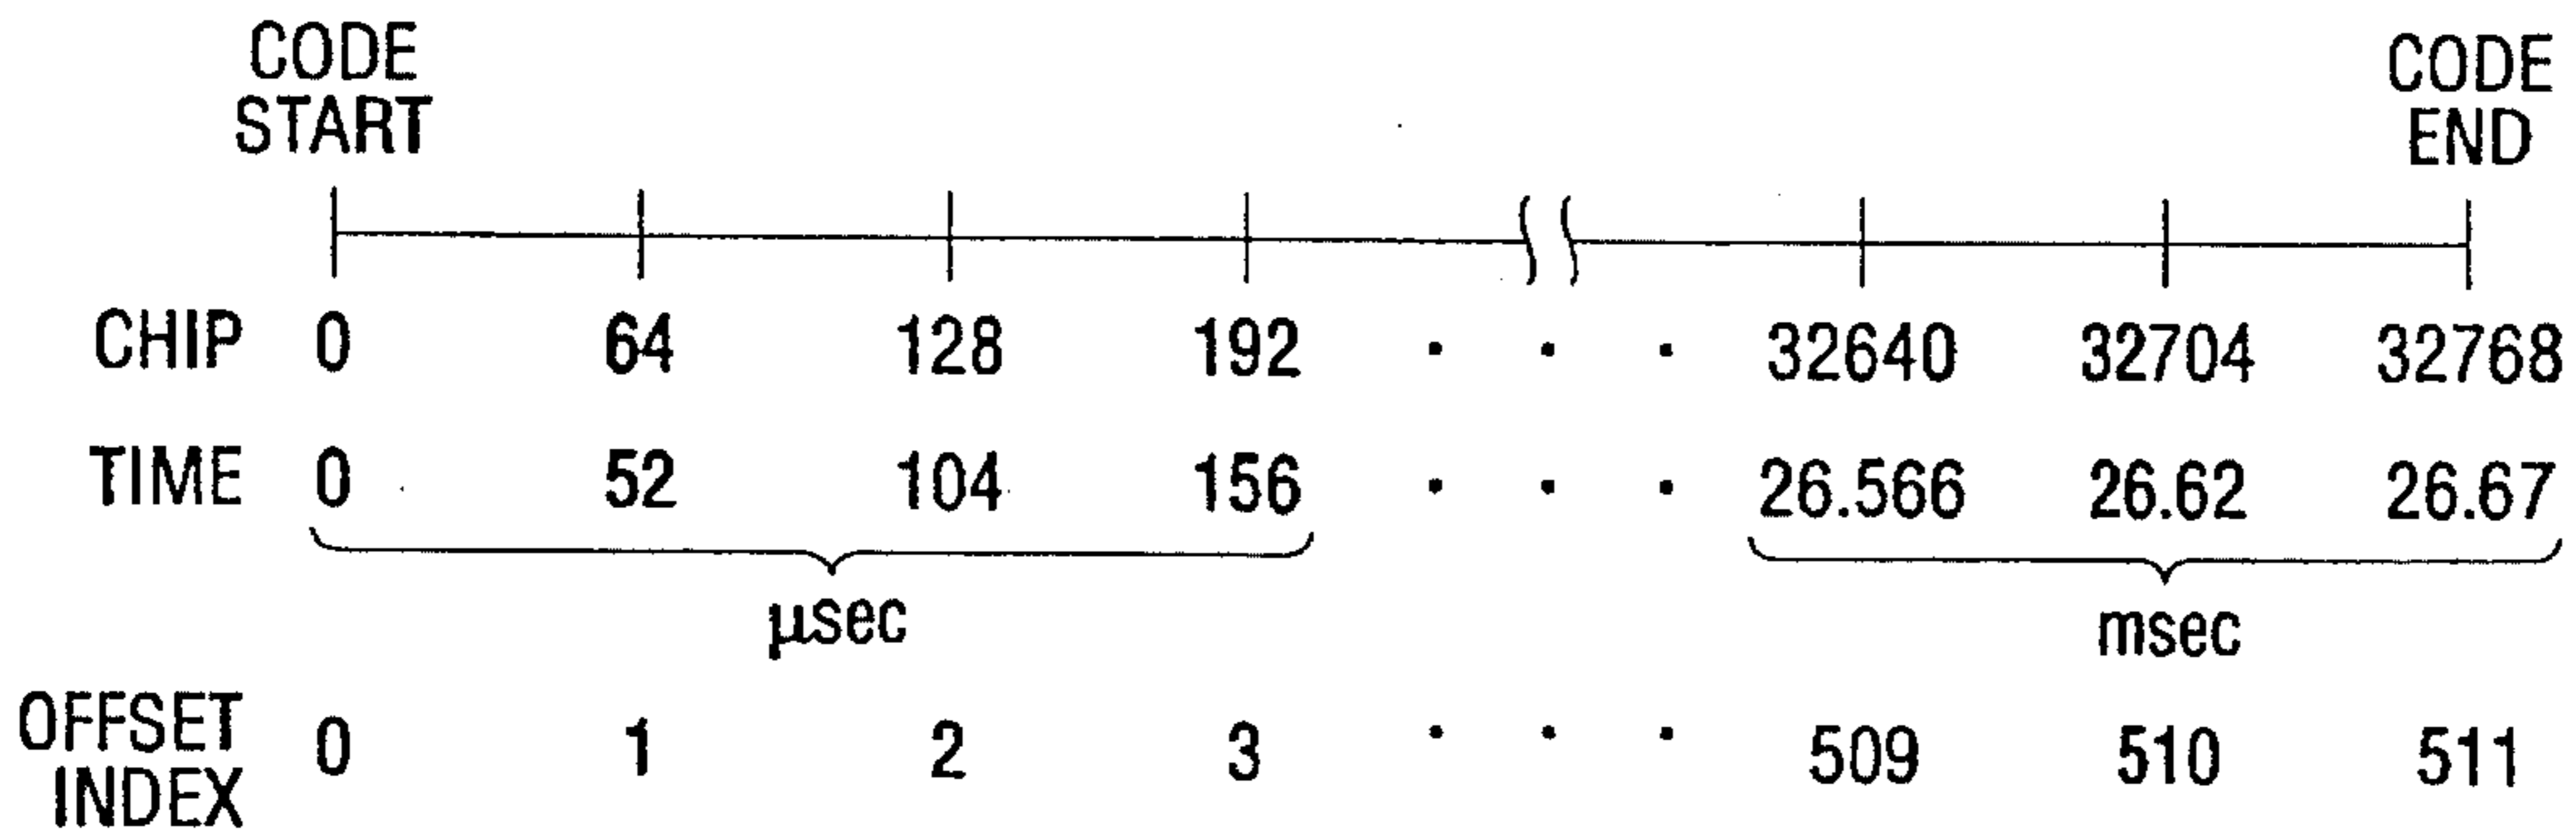 CODE
START
CODE
END
CHIP 0 64 128 192 . . . 32640 32704 32768
TIME 0 52 104 156 . . . 26.566 26.62 26.67
µsec msec
OFFSET
INDEX 0 1 2 3 . . . 509 510 511